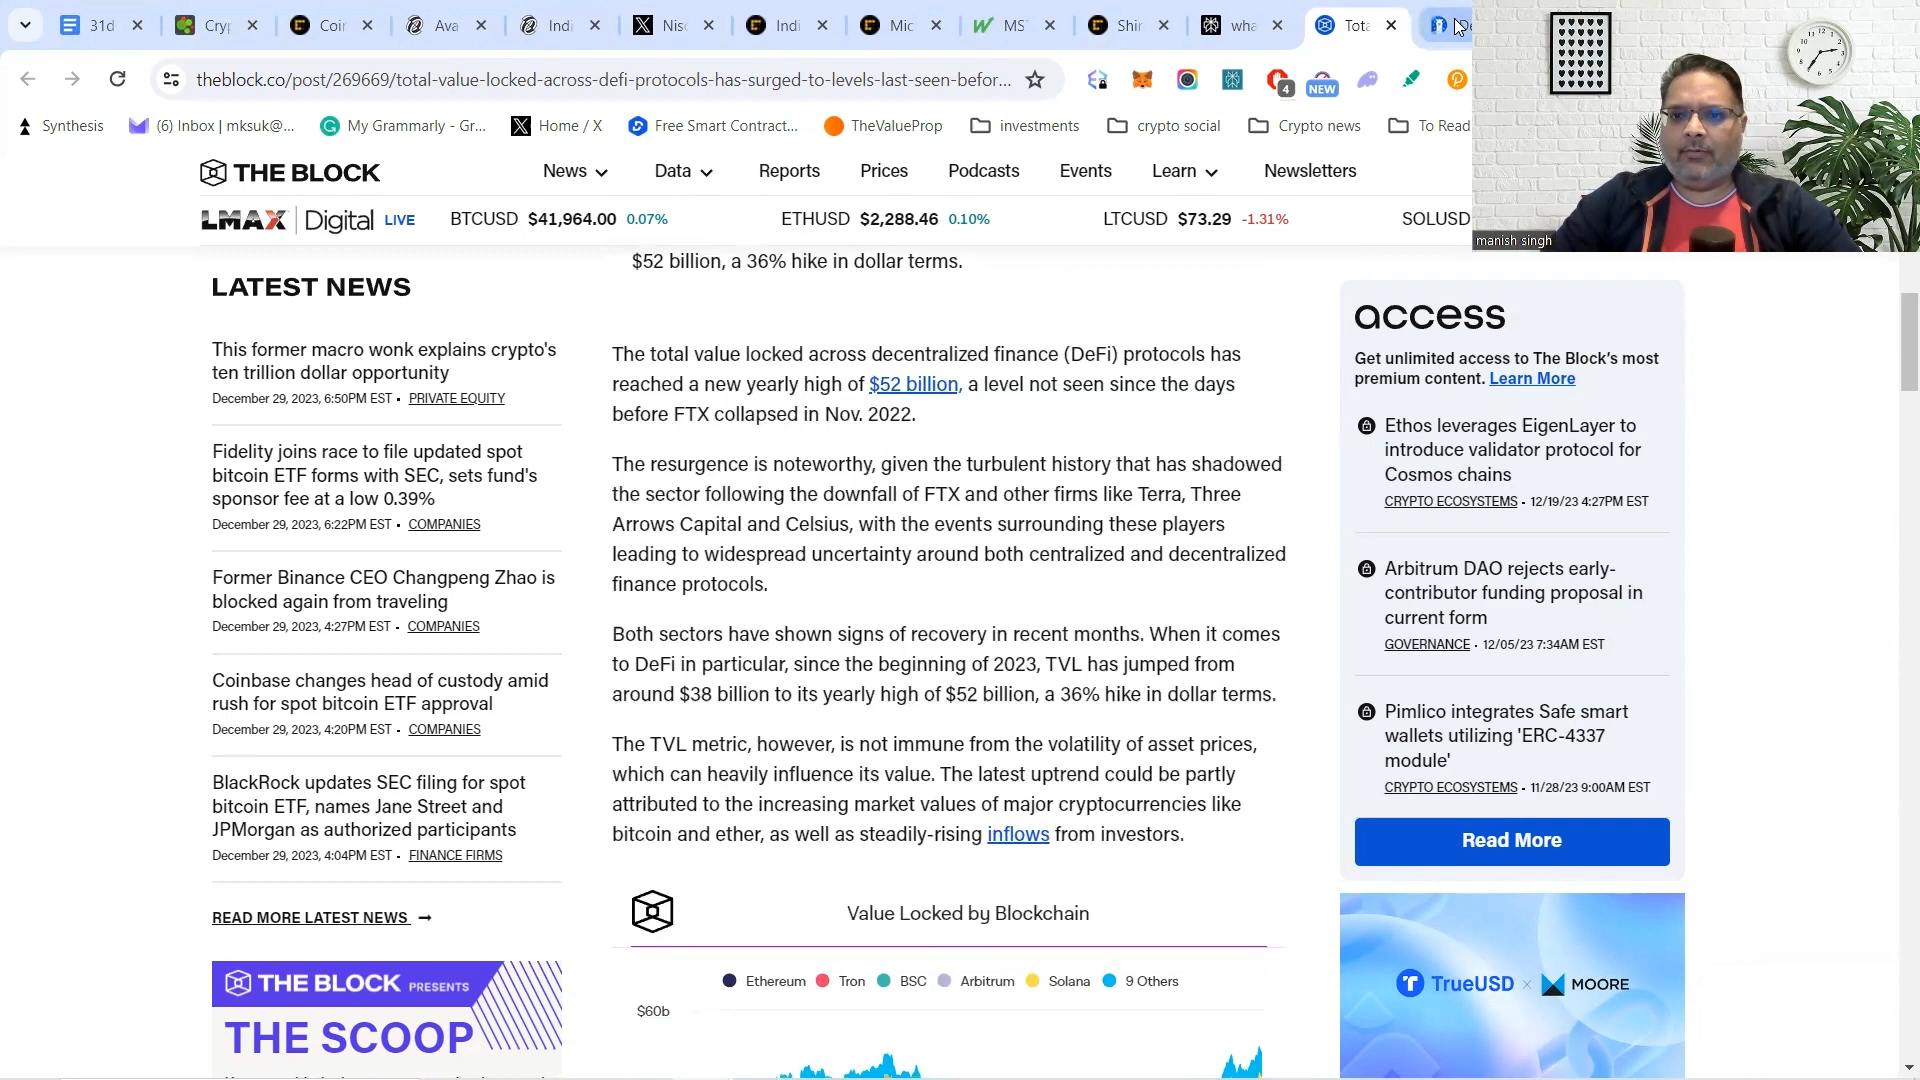 31d
Cryp
Coin
Ava
Indi
Nisc
Indi
Mic
MST
Shir
wha
Tota
theblock.co/post/269669/total-value-locked-across-defi-protocols-has-surged-to-levels-last-seen-befor...
4
NEW
Synthesis
(6) Inbox | mksuk@...
My Grammarly - Gr...
Home / X
Free Smart Contract...
TheValueProp
investments
crypto social
Crypto news
To Read
THE BLOCK
News
Data
Reports
Prices
Podcasts
Events
Learn
Newsletters
LMAX Digital LIVE
BTCUSD $41,964.00 0.07%
ETHUSD $2,288.46 0.10%
LTCUSD $73.29 -1.31%
SOLUSD
manish singh
$52 billion, a 36% hike in dollar terms.
LATEST NEWS
This former macro wonk explains crypto's
ten trillion dollar opportunity
December 29, 2023, 6:50PM EST • PRIVATE EQUITY
Fidelity joins race to file updated spot
bitcoin ETF forms with SEC, sets fund's
sponsor fee at a low 0.39%
December 29, 2023, 6:22PM EST • COMPANIES
Former Binance CEO Changpeng Zhao is
blocked again from traveling
December 29, 2023, 4:27PM EST • COMPANIES
Coinbase changes head of custody amid
rush for spot bitcoin ETF approval
December 29, 2023, 4:20PM EST • COMPANIES
BlackRock updates SEC filing for spot
bitcoin ETF, names Jane Street and
JPMorgan as authorized participants
December 29, 2023, 4:04PM EST • FINANCE FIRMS
READ MORE LATEST NEWS →
THE BLOCK PRESENTS
THE SCOOP
The total value locked across decentralized finance (DeFi) protocols has
reached a new yearly high of $52 billion, a level not seen since the days
before FTX collapsed in Nov. 2022.
The resurgence is noteworthy, given the turbulent history that has shadowed
the sector following the downfall of FTX and other firms like Terra, Three
Arrows Capital and Celsius, with the events surrounding these players
leading to widespread uncertainty around both centralized and decentralized
finance protocols.
Both sectors have shown signs of recovery in recent months. When it comes
to DeFi in particular, since the beginning of 2023, TVL has jumped from
around $38 billion to its yearly high of $52 billion, a 36% hike in dollar terms.
The TVL metric, however, is not immune from the volatility of asset prices,
which can heavily influence its value. The latest uptrend could be partly
attributed to the increasing market values of major cryptocurrencies like
bitcoin and ether, as well as steadily-rising inflows from investors.
Value Locked by Blockchain
Ethereum
Tron
BSC
Arbitrum
Solana
9 Others
$60b
access
Get unlimited access to The Block's most
premium content. Learn More
Ethos leverages EigenLayer to
introduce validator protocol for
Cosmos chains
CRYPTO ECOSYSTEMS • 12/19/23 4:27PM EST
Arbitrum DAO rejects early-
contributor funding proposal in
current form
GOVERNANCE • 12/05/23 7:34AM EST
Pimlico integrates Safe smart
wallets utilizing 'ERC-4337
module'
CRYPTO ECOSYSTEMS • 11/28/23 9:00AM EST
Read More
TrueUSD × MOORE